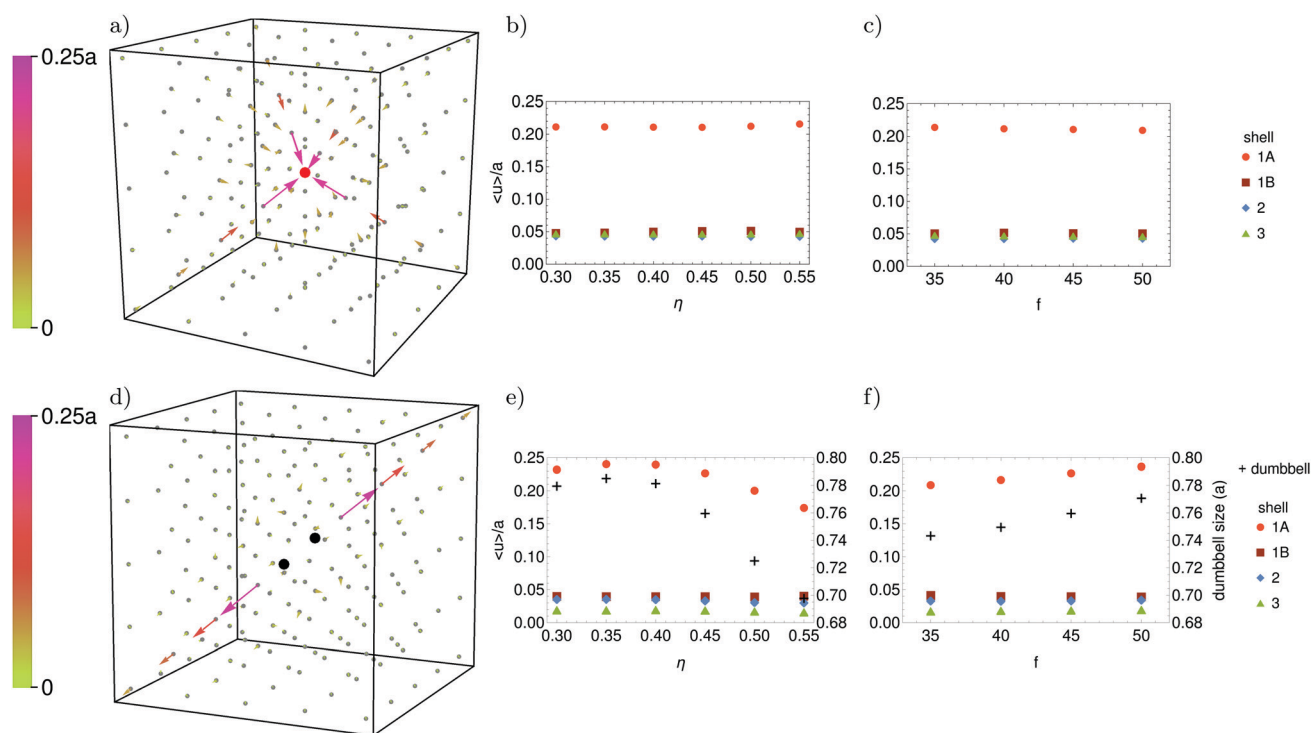 a)
0.25a
0
b)
0.25
0.20
0.15
0.10
0.05
0.00
<u>/a
0.30 0.35 0.40 0.45 0.50 0.55
η
c)
0.25
0.20
0.15
0.10
0.05
0.00
35 40 45 50
f
shell
1A
1B
2
3
d)
0.25a
0
e)
0.25
0.20
0.15
0.10
0.05
0.00
<u>/a
0.80
0.78
0.76
0.74
0.72
0.70
0.68
0.30 0.35 0.40 0.45 0.50 0.55
η
f)
0.25
0.20
0.15
0.10
0.05
0.00
0.80
0.78
0.76
0.74
0.72
0.70
0.68
dumbbell size (a)
35 40 45 50
f
+ dumbbell
shell
1A
1B
2
3